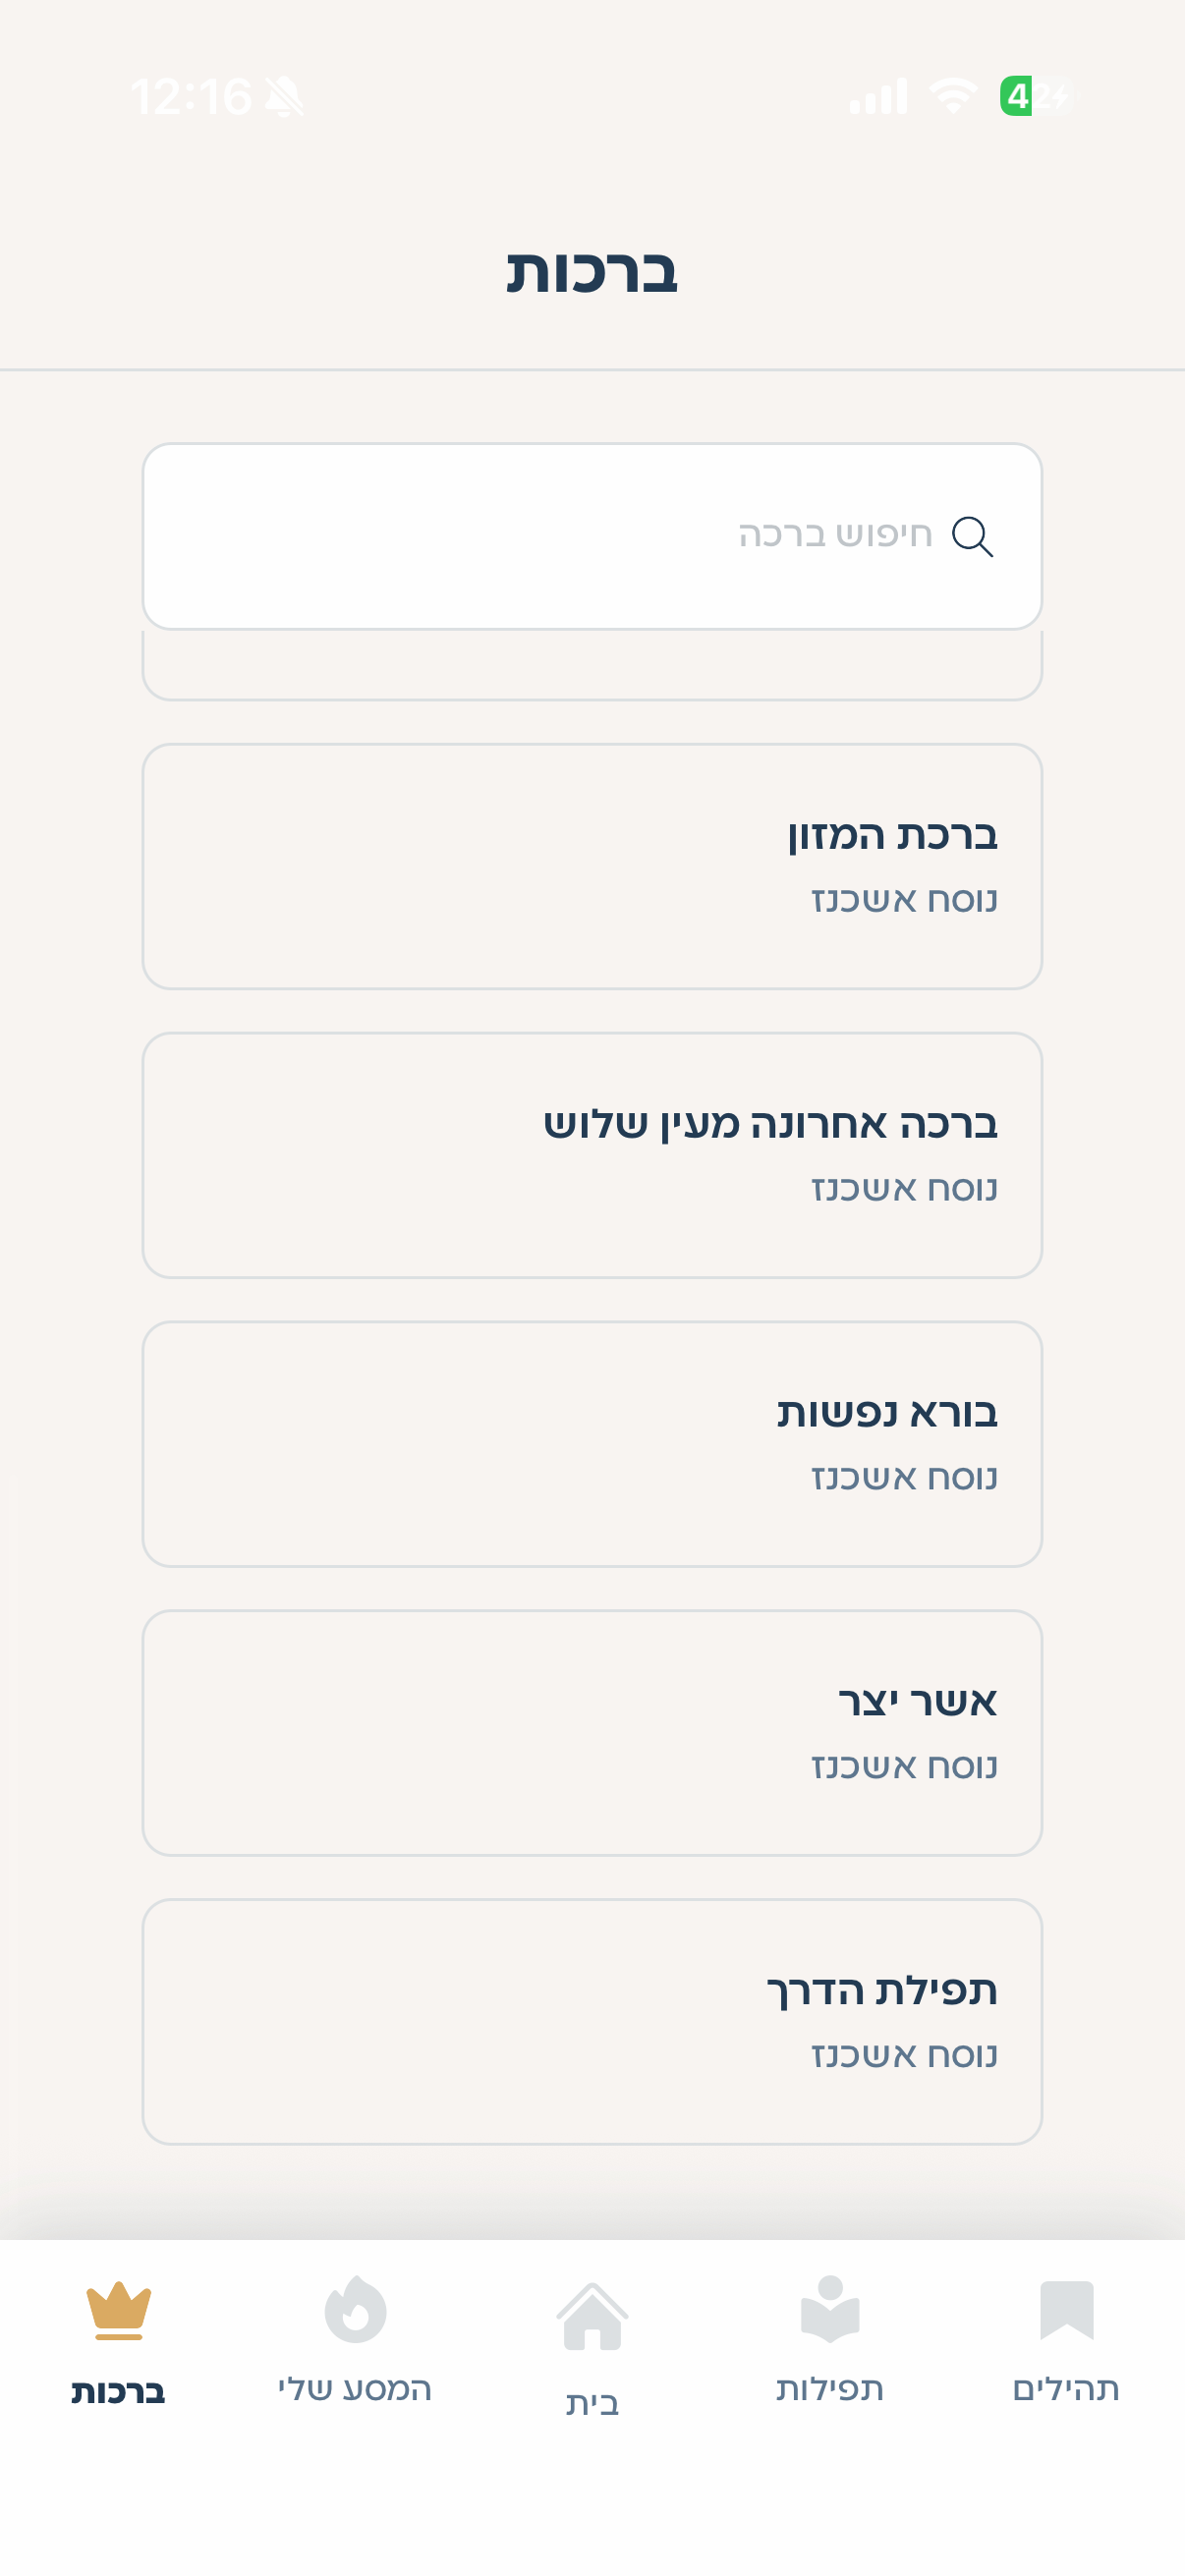 12:16
42
ברכות
חיפוש ברכה
ברכת המזון
נוסח אשכנז
ברכה אחרונה מעין שלוש
נוסח אשכנז
בורא נפשות
נוסח אשכנז
אשר יצר
נוסח אשכנז
תפילת הדרך
נוסח אשכנז
תהילים
תפילות
בית
המסע שלי
ברכות